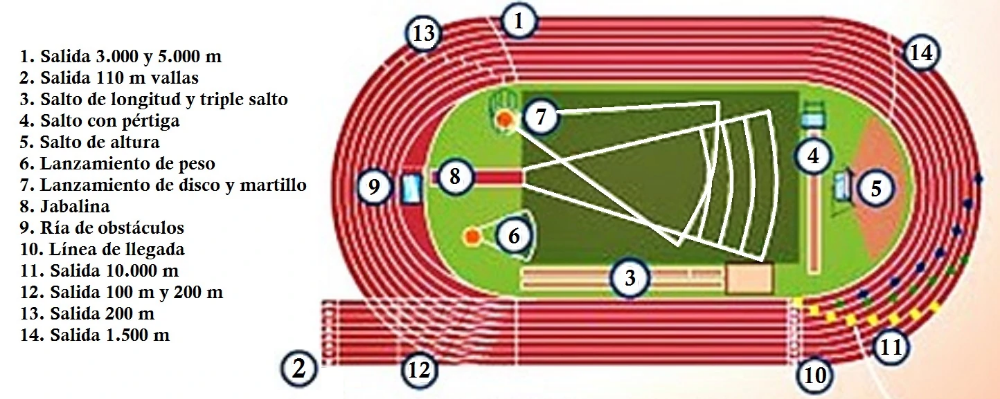 1. Salida 3.000 y 5.000 m
2. Salida 110 m vallas
3. Salto de longitud y triple salto
4. Salto con pértiga
5. Salto de altura
6. Lanzamiento de peso
7. Lanzamiento de disco y martillo
8. Jabalina
9. Ría de obstáculos
10. Línea de llegada
11. Salida 10.000 m
12. Salida 100 m y 200 m
13. Salida 200 m
14. Salida 1.500 m
1
13
14
7
4
8
9
5
6
3
11
2
12
10